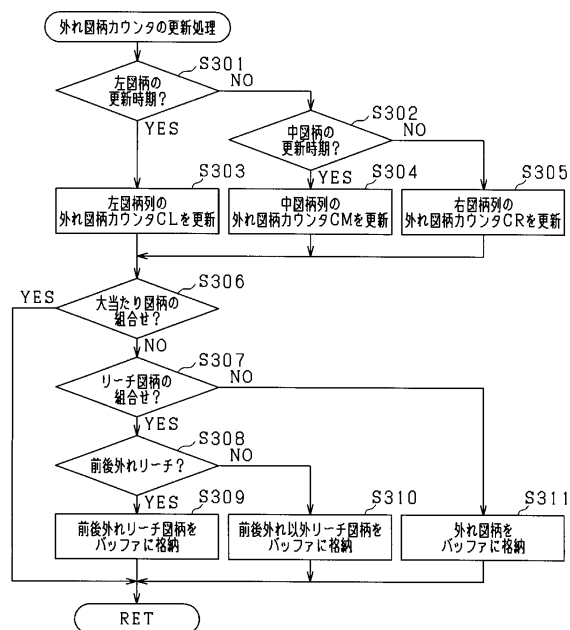 外れ図柄カウンタの更新処理
S301
左図柄の
更新時期?
NO
YES
S302
中図柄の
更新時期?
NO
YES
S303
左図柄列の
外れ図柄カウンタCLを更新
S304
中図柄列の
外れ図柄カウンタCMを更新
S305
右図柄列の
外れ図柄カウンタCRを更新
S306
大当たり図柄の
組合せ?
YES
NO
S307
リーチ図柄の
組合せ?
NO
YES
S308
前後外れリーチ?
NO
YES
S309
前後外れリーチ図柄を
バッファに格納
S310
前後外れ以外リーチ図柄を
バッファに格納
S311
外れ図柄を
バッファに格納
RET